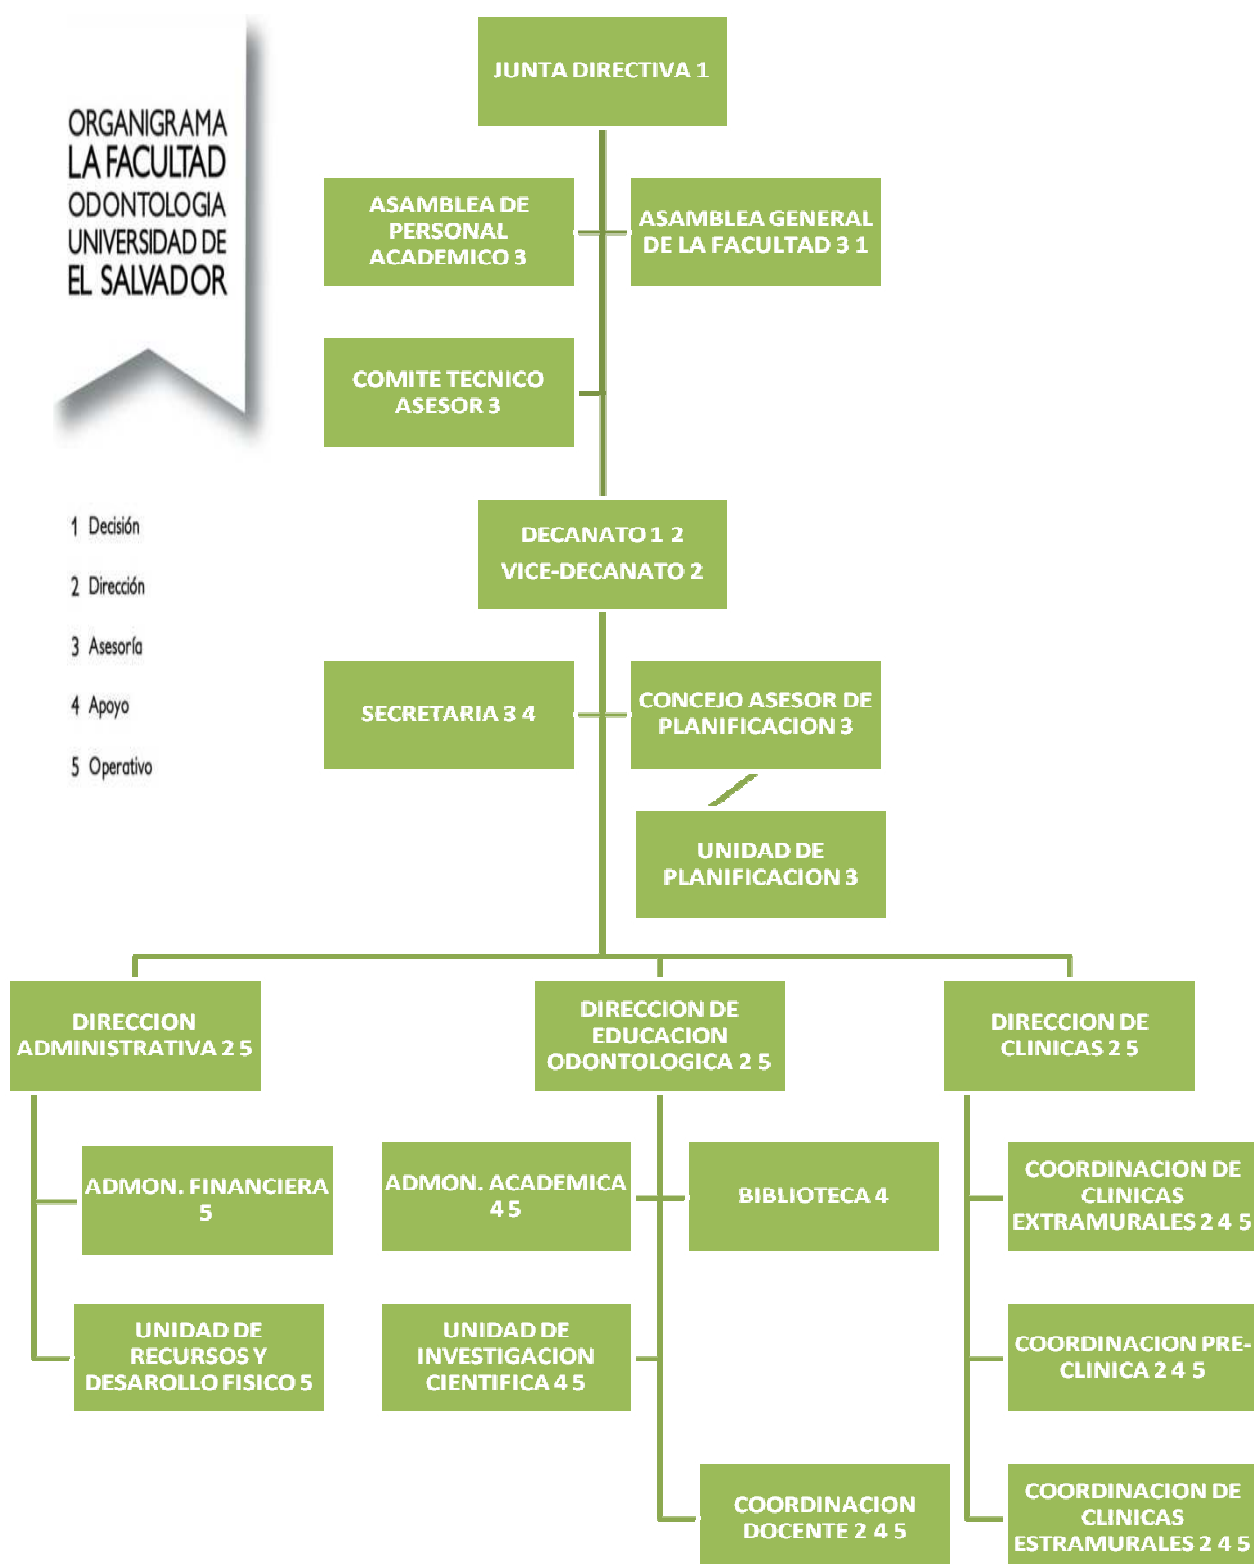 ORGANIGRAMA
LA FACULTAD
ODONTOLOGIA
UNIVERSIDAD DE
EL SALVADOR
1 Decisión
2 Dirección
3 Asesoría
4 Apoyo
5 Operativo
JUNTA DIRECTIVA 1
ASAMBLEA DE
PERSONAL
ACADEMICO 3
ASAMBLEA GENERAL
DE LA FACULTAD 3 1
COMITE TECNICO
ASESOR 3
DECANATO 1 2
VICE-DECANATO 2
SECRETARIA 3 4
CONCEJO ASESOR DE
PLANIFICACION 3
UNIDAD DE
PLANIFICACION 3
DIRECCION
ADMINISTRATIVA 2 5
DIRECCION DE
EDUCACION
ODONTOLOGICA 2 5
DIRECCION DE
CLINICAS 2 5
ADMON. FINANCIERA
5
ADMON. ACADEMICA
4 5
BIBLIOTECA 4
COORDINACION DE
CLINICAS
EXTRAMURALES 2 4 5
UNIDAD DE
RECURSOS Y
DESAROLLO FISICO 5
UNIDAD DE
INVESTIGACION
CIENTIFICA 4 5
COORDINACION PRE-
CLINICA 2 4 5
COORDINACION
DOCENTE 2 4 5
COORDINACION DE
CLINICAS
ESTRAMURALES 2 4 5